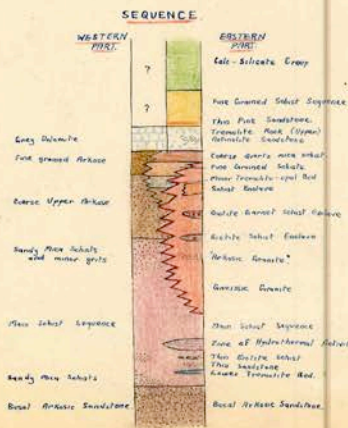 SEQUENCE
WESTERN PART.
EASTERN PART.
?
?
Grey Dolomite
Fine grained Arkose
Coarse Upper Arkose
Sandy Mica Schists
and minor grits
Main Schist Sequence
Sandy Mica Schists
Basal Arkosic Sandstone
Calc-Silicate Group
Fine Grained Schist Sequence
Thin Pink Sandstone.
Tremolite Rock (Upper)
Sandstone
Coarse quartz mica schist.
Fine Grained Schists
Minor Tremolite-opal Bed
Schist Enclave
Biotite Garnet Schist Enclave
Biotite Schist Enclave
"Arkosic Granite".
Gneissic Granite
Main Schist Sequence
Zone of Hydrothermal
Thin Biotite Schist
Thin Sandstone
Lower Tremolite Bed.
Basal Arkosic Sandstone.